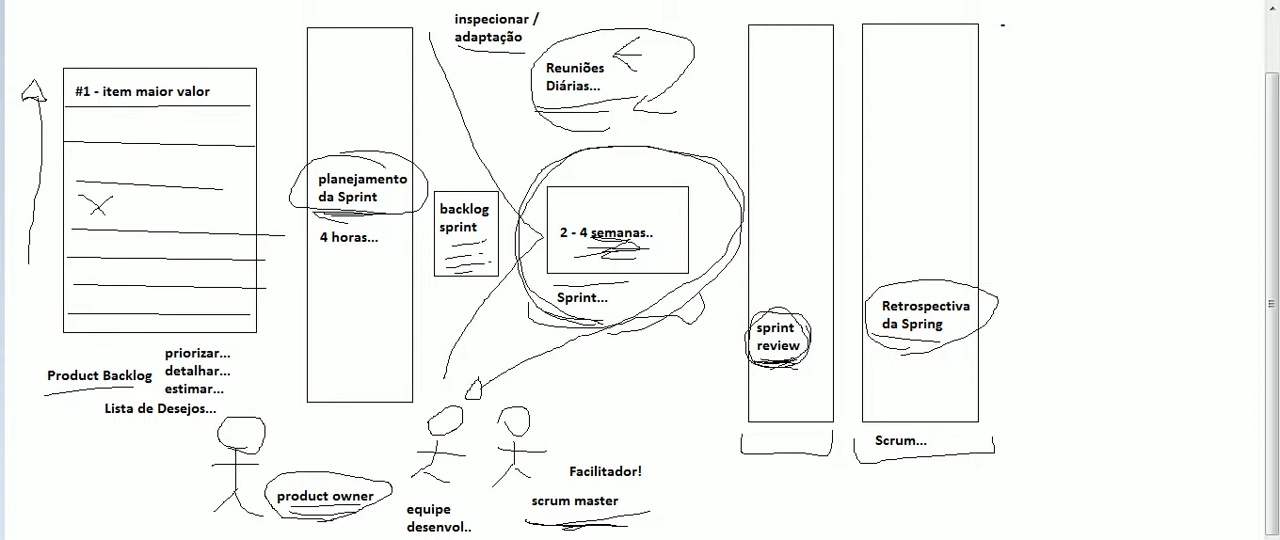 inspecionar /
adaptação
Reuniões
Diárias...
#1 - item maior valor
planejamento
da Sprint
4 horas...
backlog
sprint
2 - 4 semanas..
Sprint...
sprint
review
Retrospectiva
da Spring
priorizar...
detalhar...
estimar...
Product Backlog
Lista de Desejos...
Scrum...
Facilitador!
product owner
scrum master
equipe
desenvol..